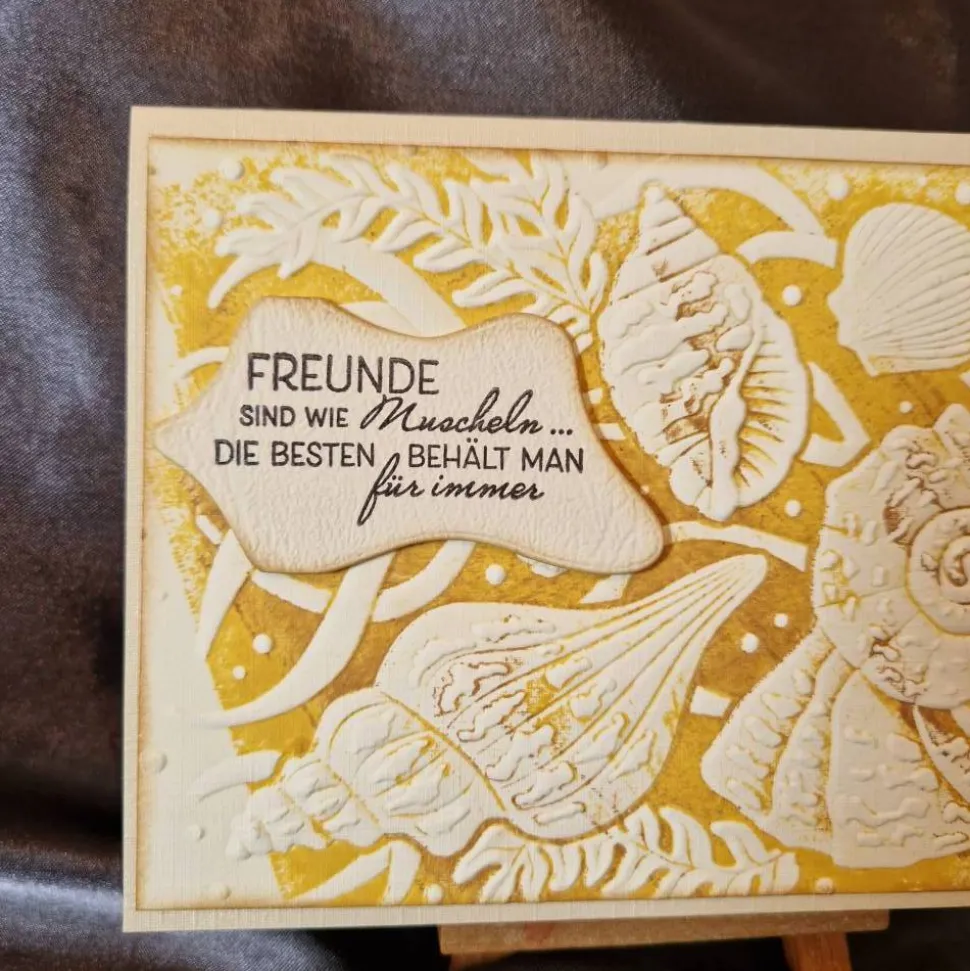 FREUNDE
SIND WIE Muscheln...
DIE BESTEN BEHÄLT MAN
für immer